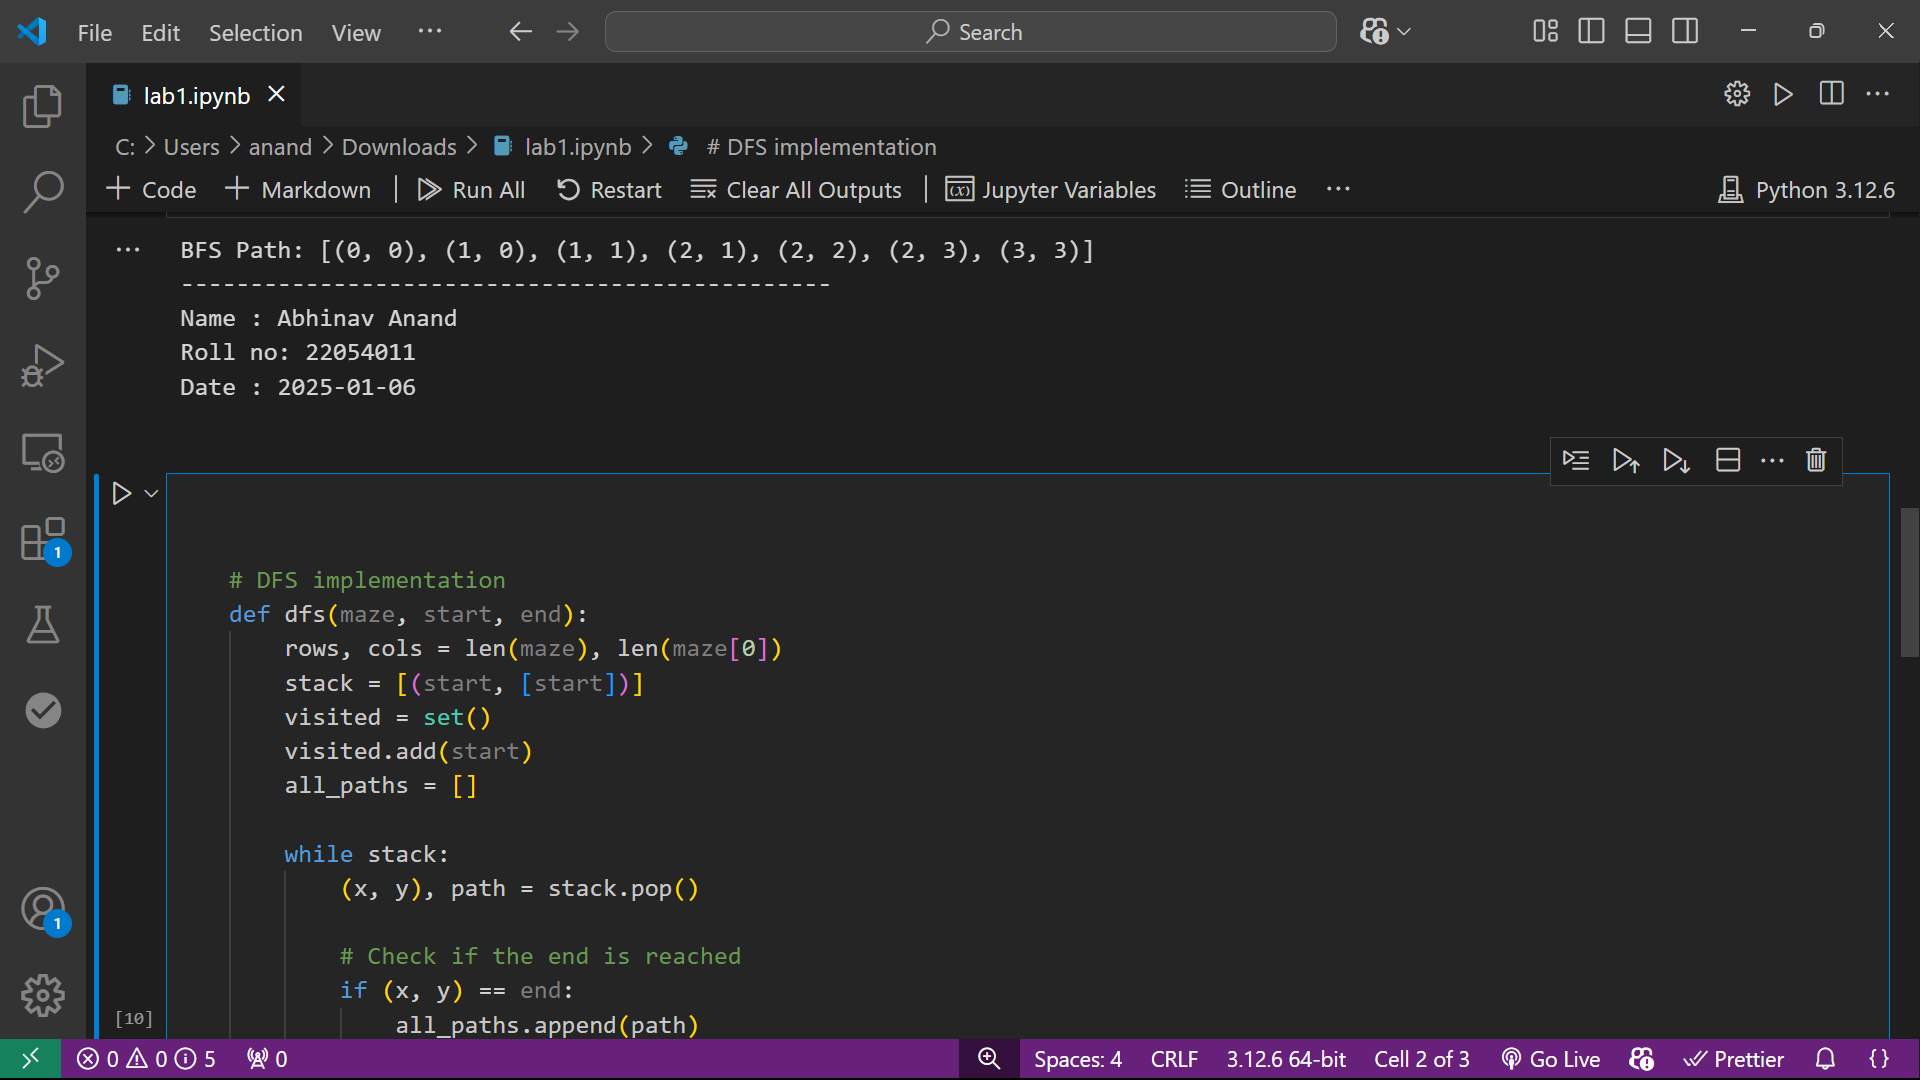 File Edit Selection View ··· Search
lab1.ipynb
C: > Users > anand > Downloads > lab1.ipynb > # DFS implementation
+ Code + Markdown | Run All Restart Clear All Outputs | Jupyter Variables Outline ··· Python 3.12.6
BFS Path: [(0, 0), (1, 0), (1, 1), (2, 1), (2, 2), (2, 3), (3, 3)]
-----------------------------------------------
Name : Abhinav Anand
Roll no: 22054011
Date : 2025-01-06
# DFS implementation
def dfs(maze, start, end):
    rows, cols = len(maze), len(maze[0])
    stack = [(start, [start])]
    visited = set()
    visited.add(start)
    all_paths = []
    while stack:
        (x, y), path = stack.pop()
        # Check if the end is reached
        if (x, y) == end:
            all_paths.append(path)
[10]
1
1
0 0 5 0 Spaces: 4 CRLF 3.12.6 64-bit Cell 2 of 3 Go Live Prettier { }